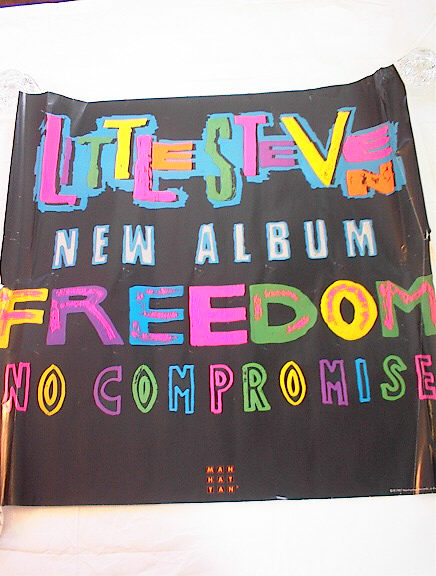 LITTLE STEVEN
NEW ALBUM
FREEDOM
NO COMPROMISE
MAN
HAT
TAN